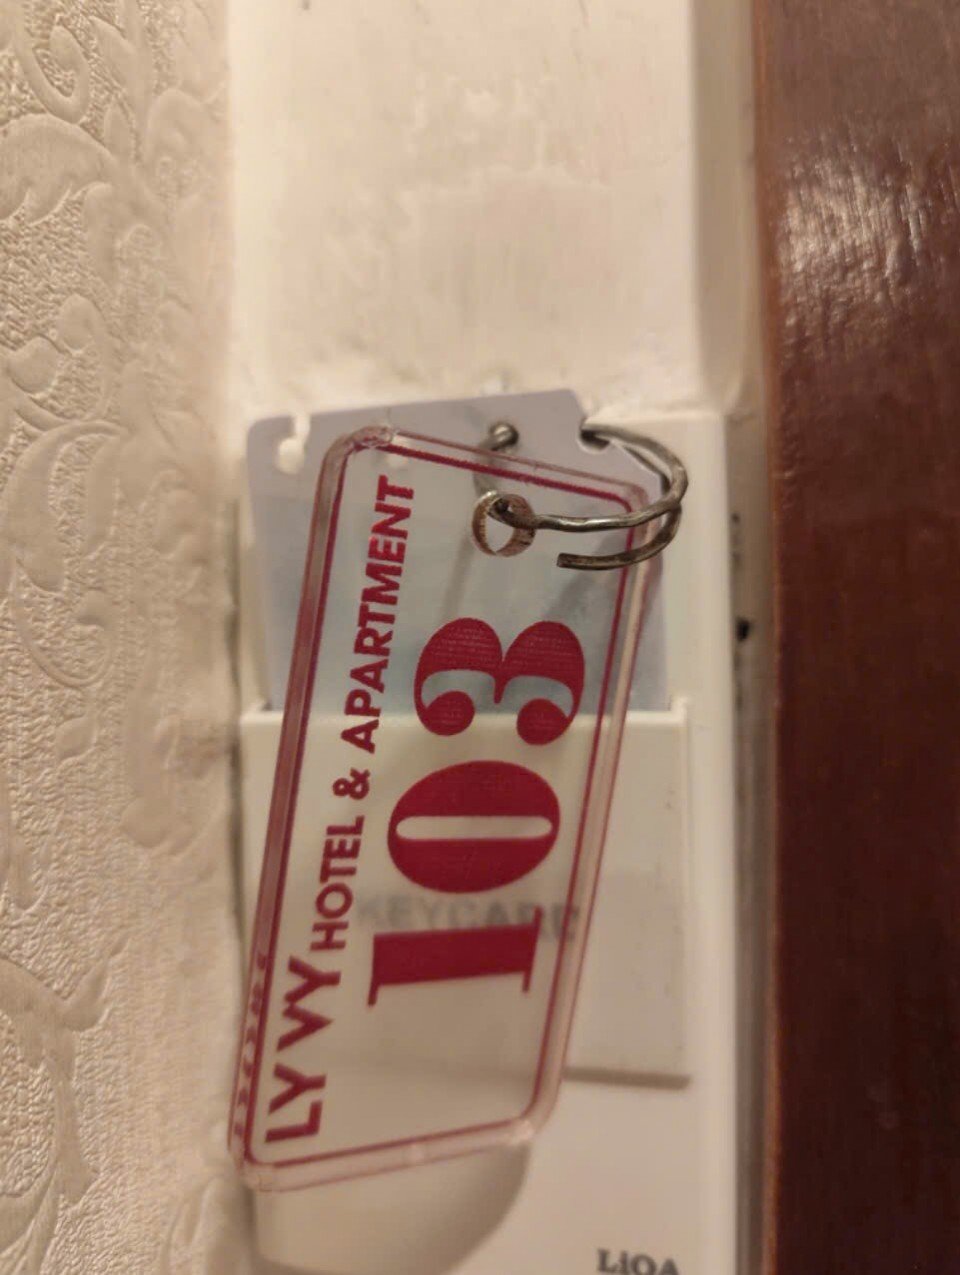 LY VY HOTEL & APARTMENT
103
KEYCARD
LiOA